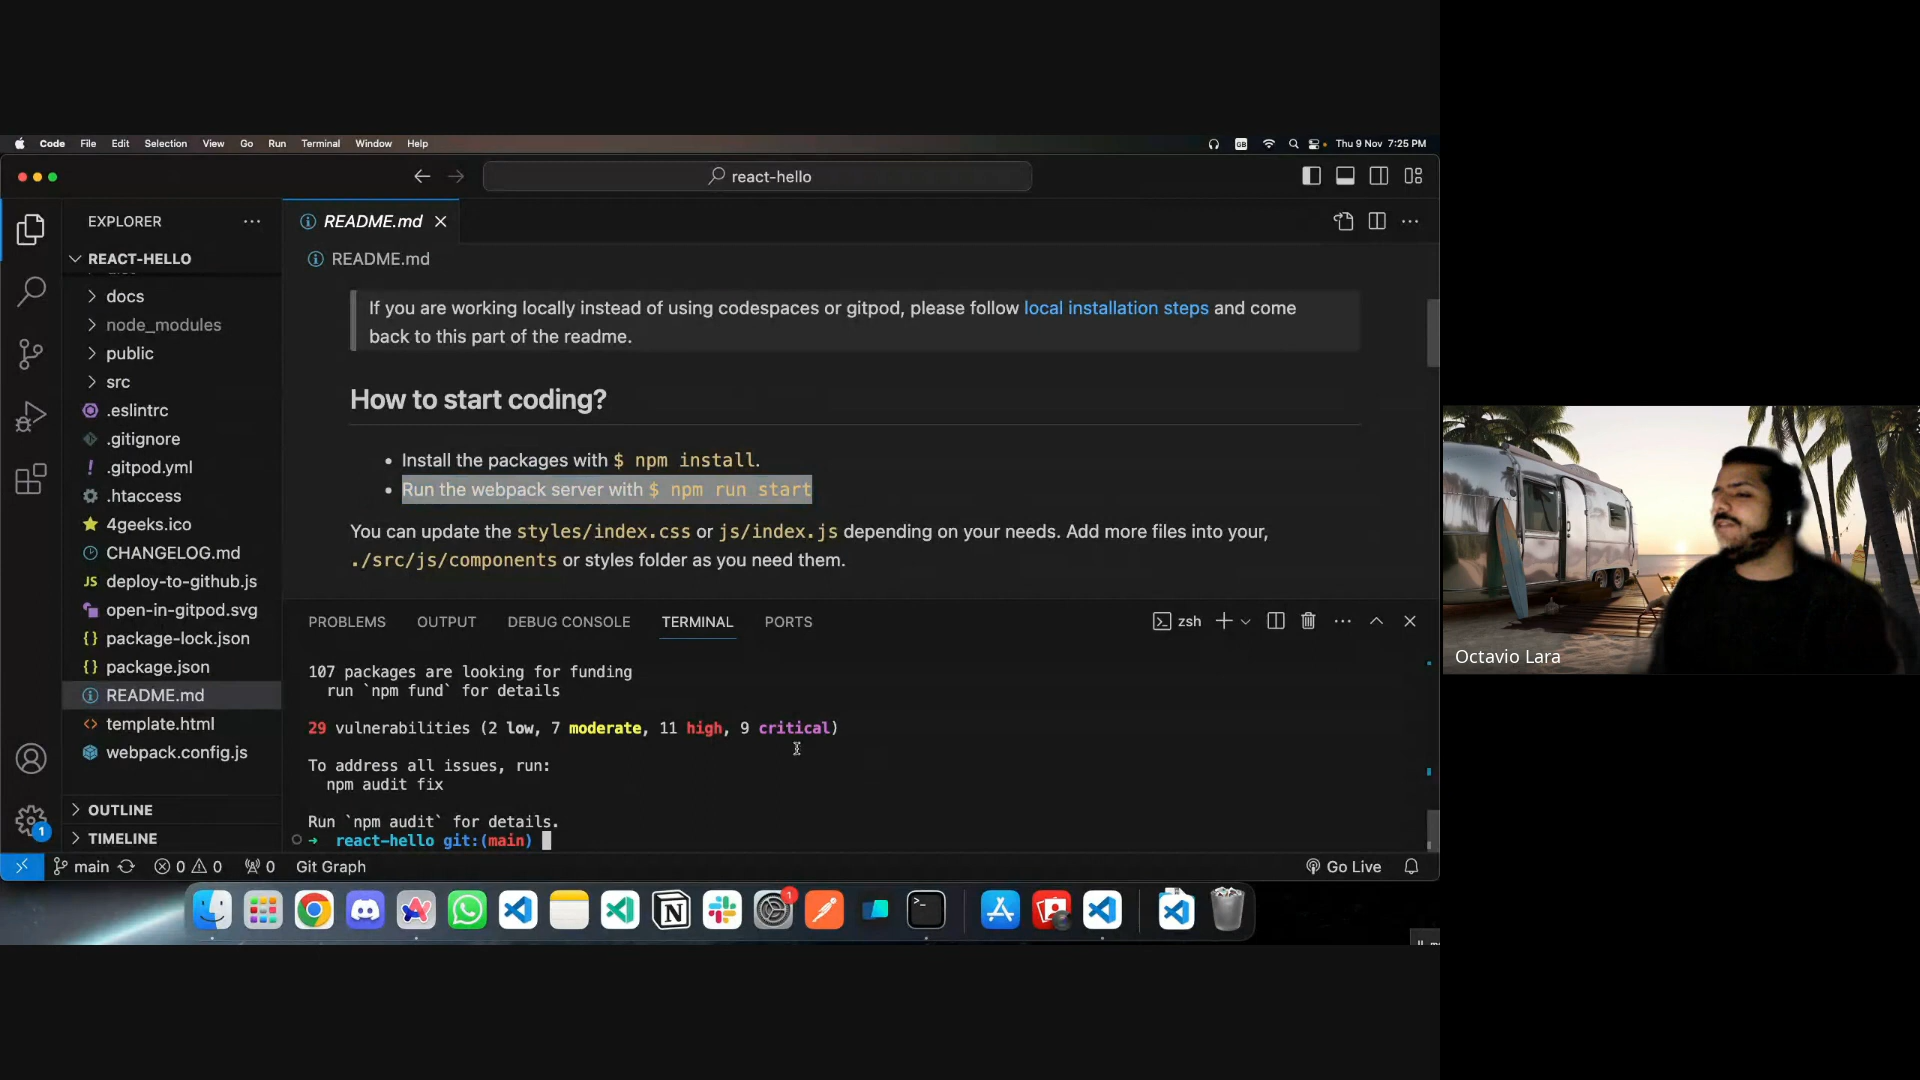 Code File Edit Selection View Go Run Terminal Window Help
GB
Thu 9 Nov 7:25 PM
react-hello
EXPLORER
REACT-HELLO
docs
node_modules
public
src
.eslintrc
.gitignore
.gitpod.yml
.htaccess
4geeks.ico
CHANGELOG.md
JS deploy-to-github.js
open-in-gitpod.svg
{} package-lock.json
{} package.json
README.md
<> template.html
webpack.config.js
OUTLINE
TIMELINE
README.md
README.md
If you are working locally instead of using codespaces or gitpod, please follow local installation steps and come
back to this part of the readme.
How to start coding?
• Install the packages with $ npm install.
• Run the webpack server with $ npm run start
You can update the styles/index.css or js/index.js depending on your needs. Add more files into your,
./src/js/components or styles folder as you need them.
PROBLEMS OUTPUT DEBUG CONSOLE TERMINAL PORTS
zsh
107 packages are looking for funding
run `npm fund` for details
29 vulnerabilities (2 low, 7 moderate, 11 high, 9 critical)
To address all issues, run:
npm audit fix
Run `npm audit` for details.
→ react-hello git:(main)
1
main 0 0 0 Git Graph
Go Live
1
Octavio Lara